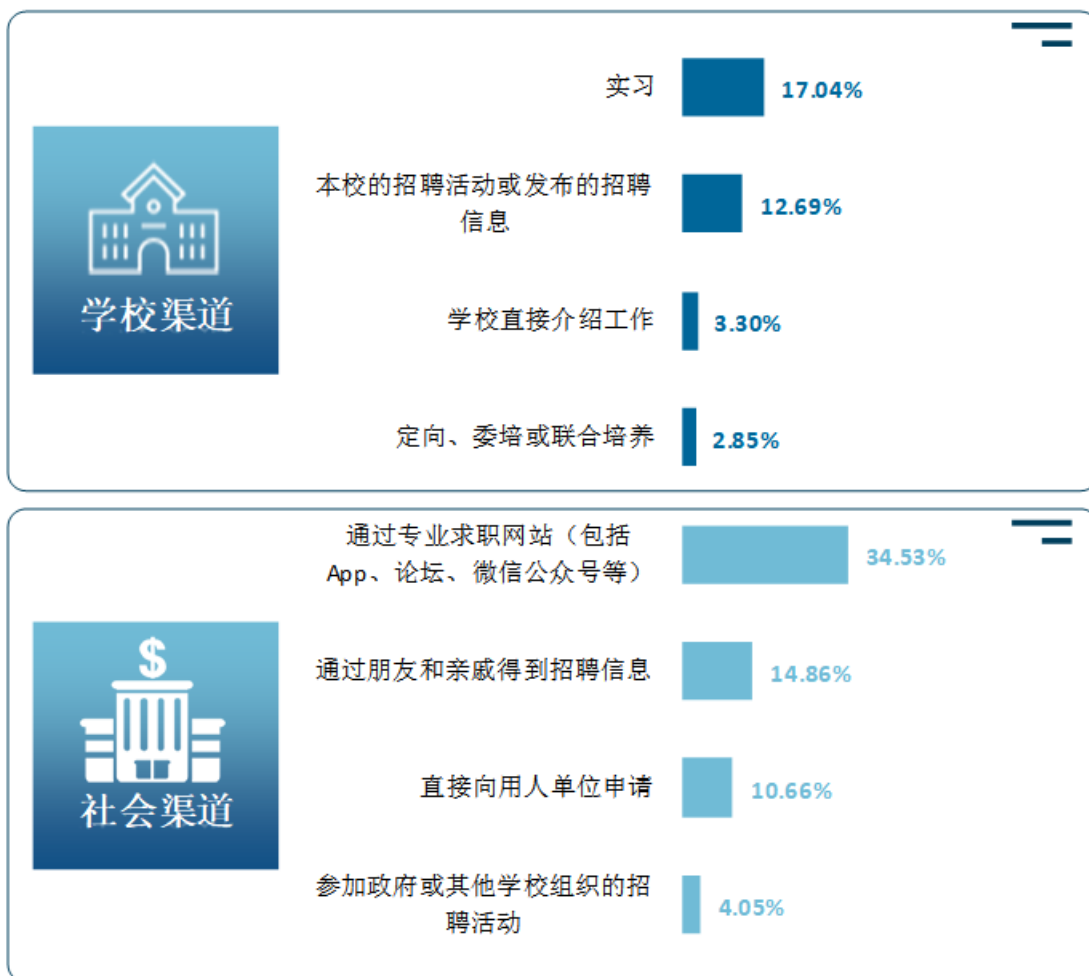 实习
17.04%
本校的招聘活动或发布的招聘
信息
12.69%
学校渠道
学校直接介绍工作
3.30%
定向、委培或联合培养
2.85%
通过专业求职网站（包括
App、论坛、微信公众号等）
34.53%
$
通过朋友和亲戚得到招聘信息
14.86%
社会渠道
直接向用人单位申请
10.66%
参加政府或其他学校组织的招
聘活动
4.05%